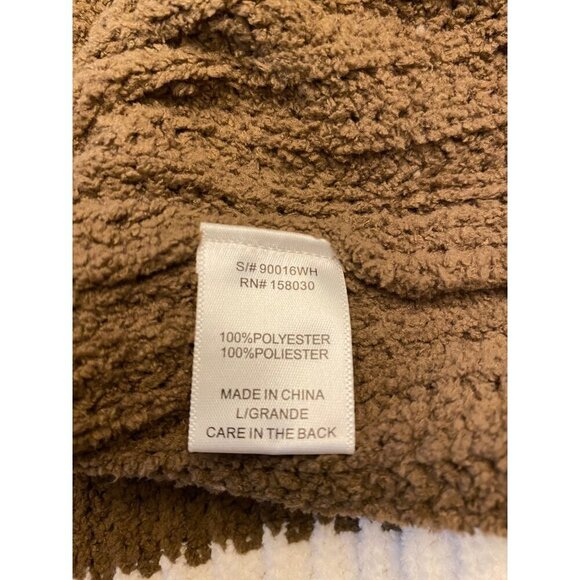 S/# 90016WH
RN# 158030
100%POLYESTER
100%POLIESTER
MADE IN CHINA
L/GRANDE
CARE IN THE BACK